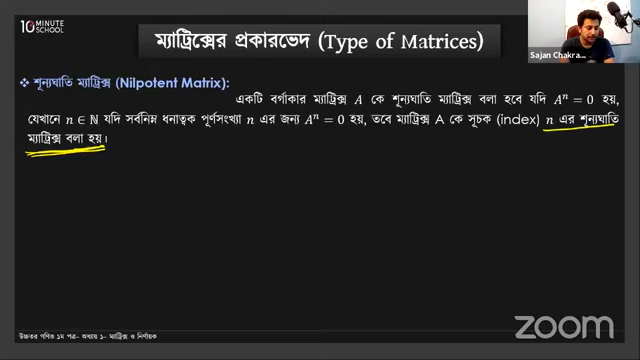 10 MINUTE SCHOOL
ম্যাট্রিক্সের প্রকারভেদ (Type of Matrices)
Sajan Chakra...
❖ শূন্যঘাতি ম্যাট্রিক্স (Nilpotent Matrix):
একটি বর্গাকার ম্যাট্রিক্স A কে শূন্যঘাতি ম্যাট্রিক্স বলা হবে যদি Aⁿ = 0 হয়,
যেখানে n ∈ ℕ যদি সর্বনিম্ন ধনাত্বক পূর্ণসংখ্যা n এর জন্য Aⁿ = 0 হয়, তবে ম্যাট্রিক্স A কে সূচক (index) n এর শূন্যঘাতি
ম্যাট্রিক্স বলা হয়।
zoom
উচ্চতর গণিত ১ম পত্র– অধ্যায় ১– ম্যাট্রিক্স ও নির্ণায়ক